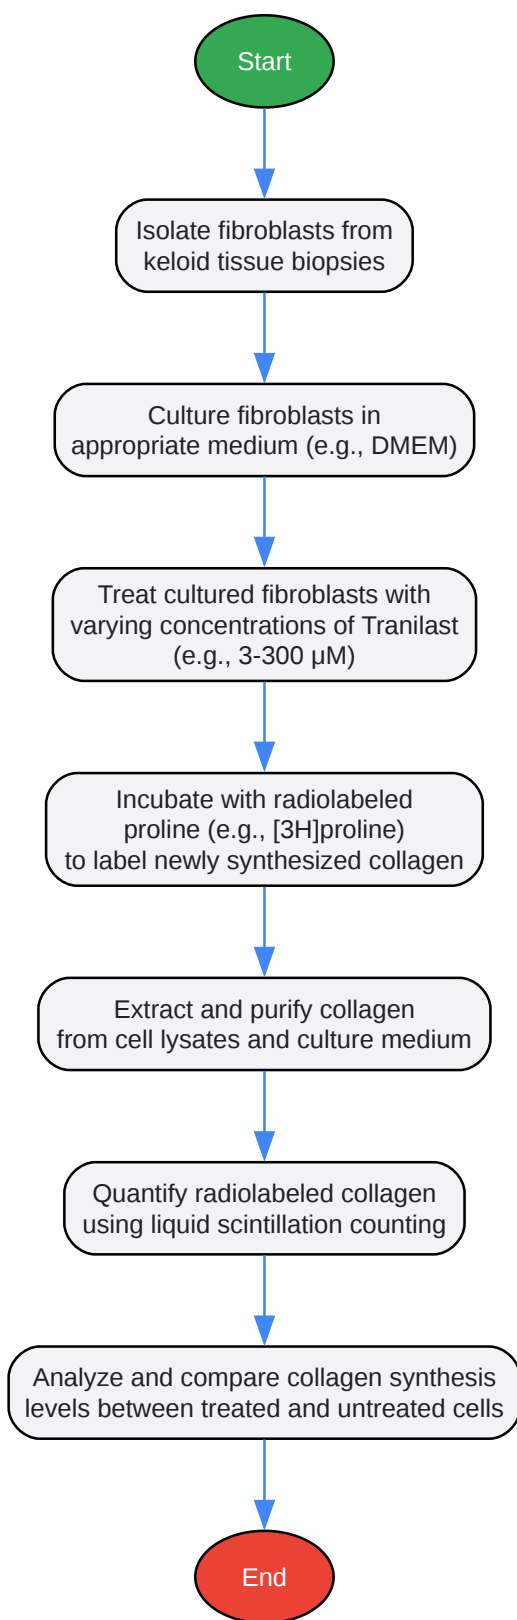 Start
Isolate fibroblasts from
keloid tissue biopsies
Culture fibroblasts in
appropriate medium (e.g., DMEM)
Treat cultured fibroblasts with
varying concentrations of Tranilast
(e.g., 3-300 μM)
Incubate with radiolabeled
proline (e.g., [3H]proline)
to label newly synthesized collagen
Extract and purify collagen
from cell lysates and culture medium
Quantify radiolabeled collagen
using liquid scintillation counting
Analyze and compare collagen synthesis
levels between treated and untreated cells
End